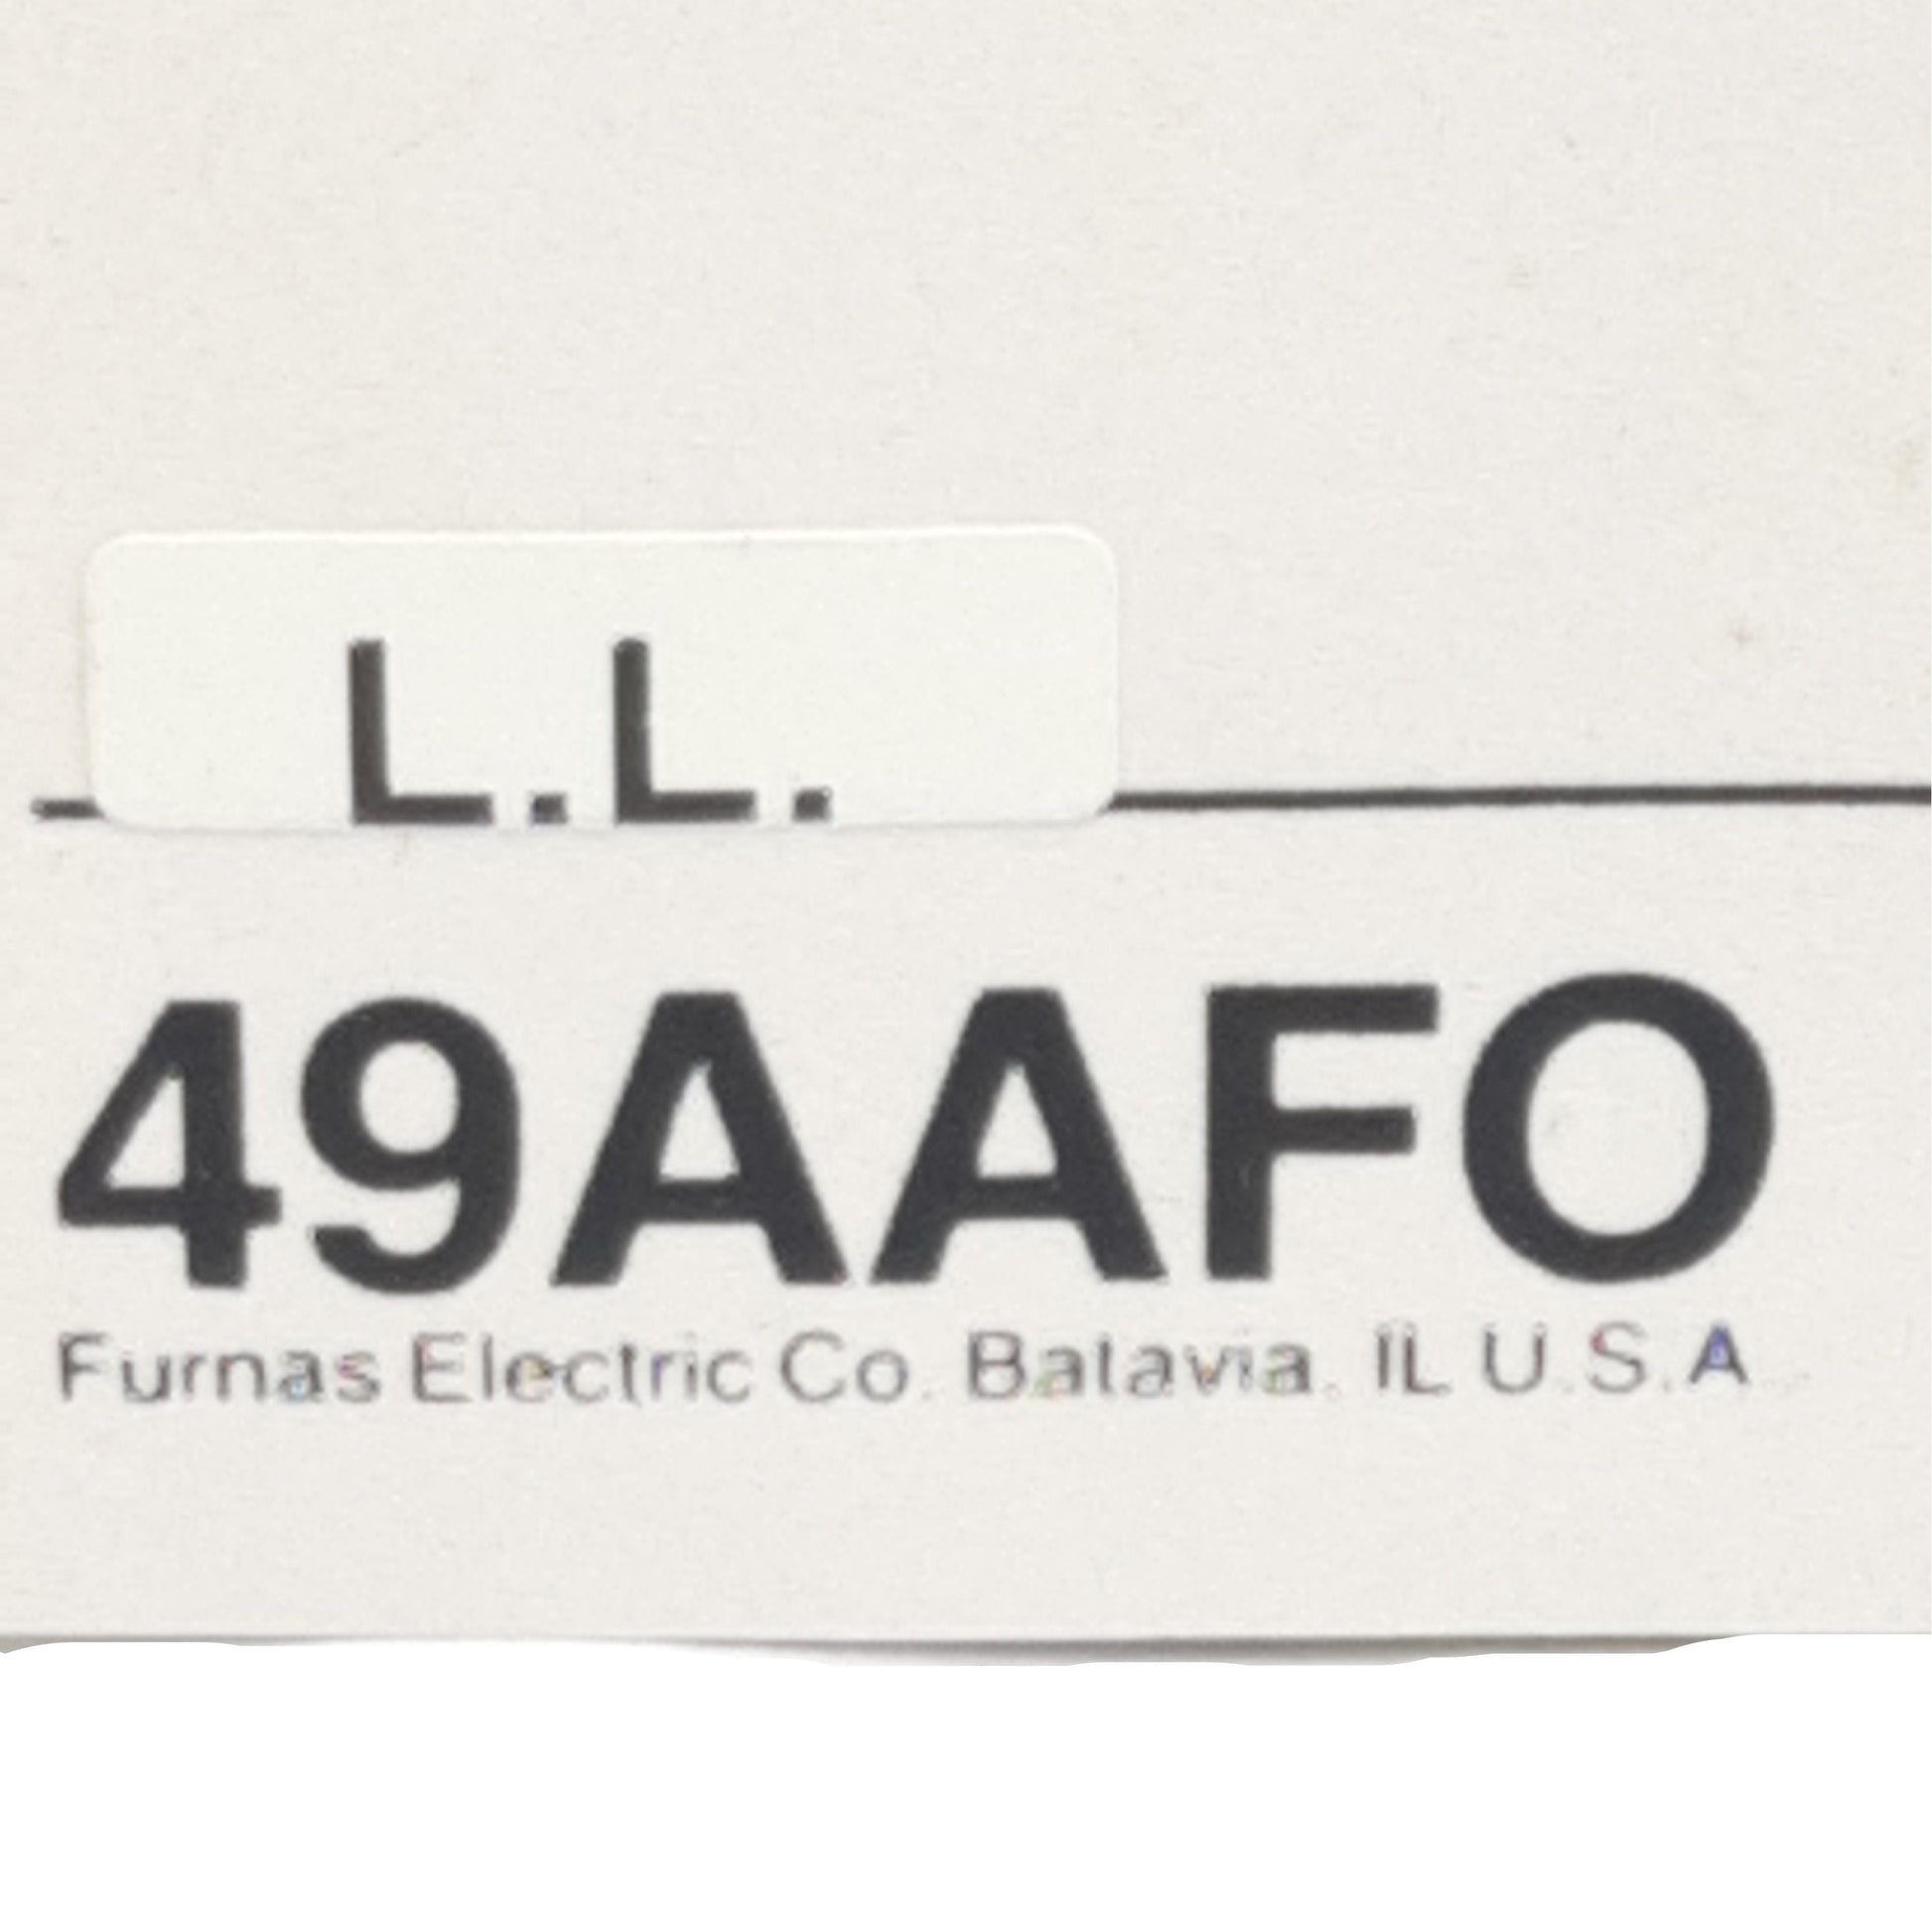 L.L.
49AAFO
Furnas Electric Co. Batavia, IL U.S.A.